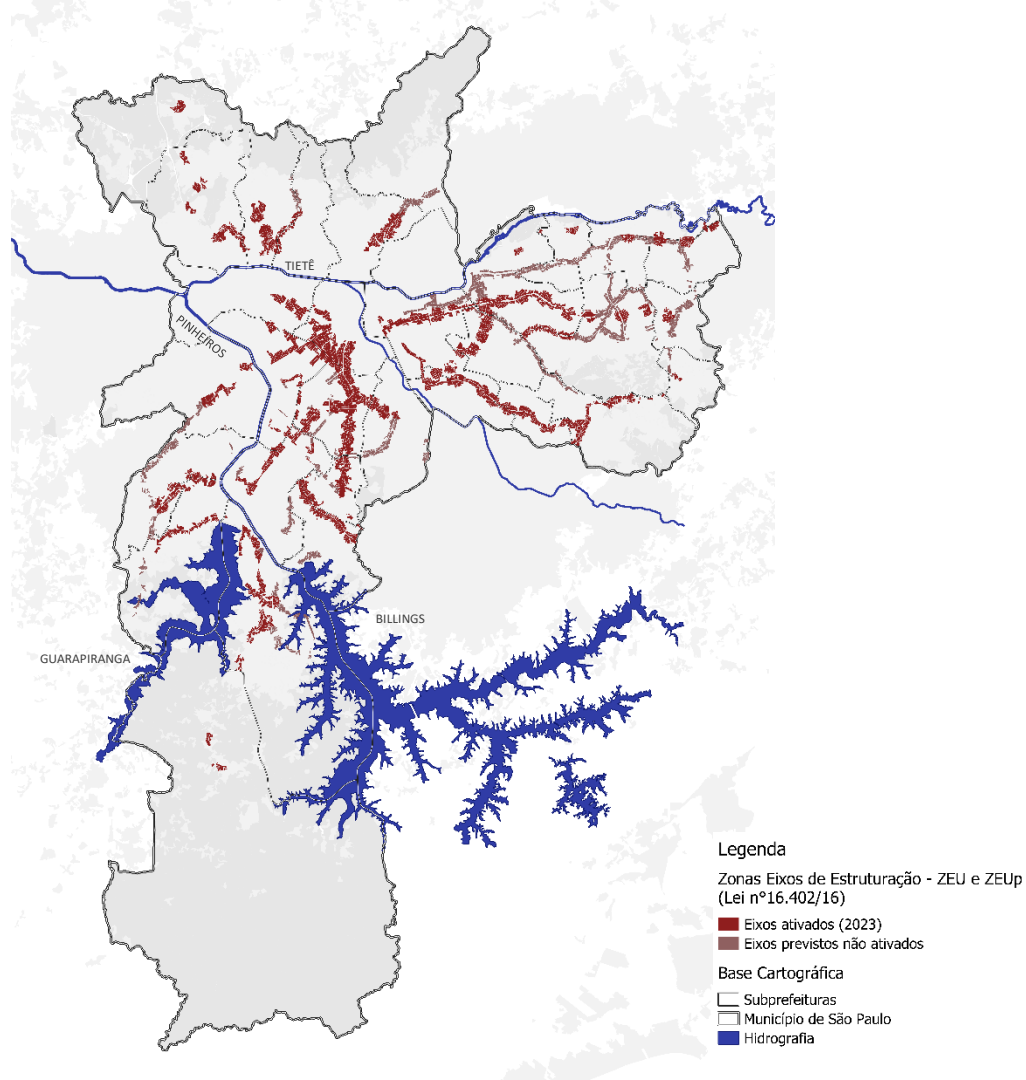 TIETÊ
PINHEIROS
BILLINGS
GUARAPIRANGA
Legenda
Zonas Eixos de Estruturação - ZEU e ZEUp
(Lei n°16.402/16)
Eixos ativados (2023)
Eixos previstos não ativados
Base Cartográfica
Subprefeituras
Município de São Paulo
Hidrografia